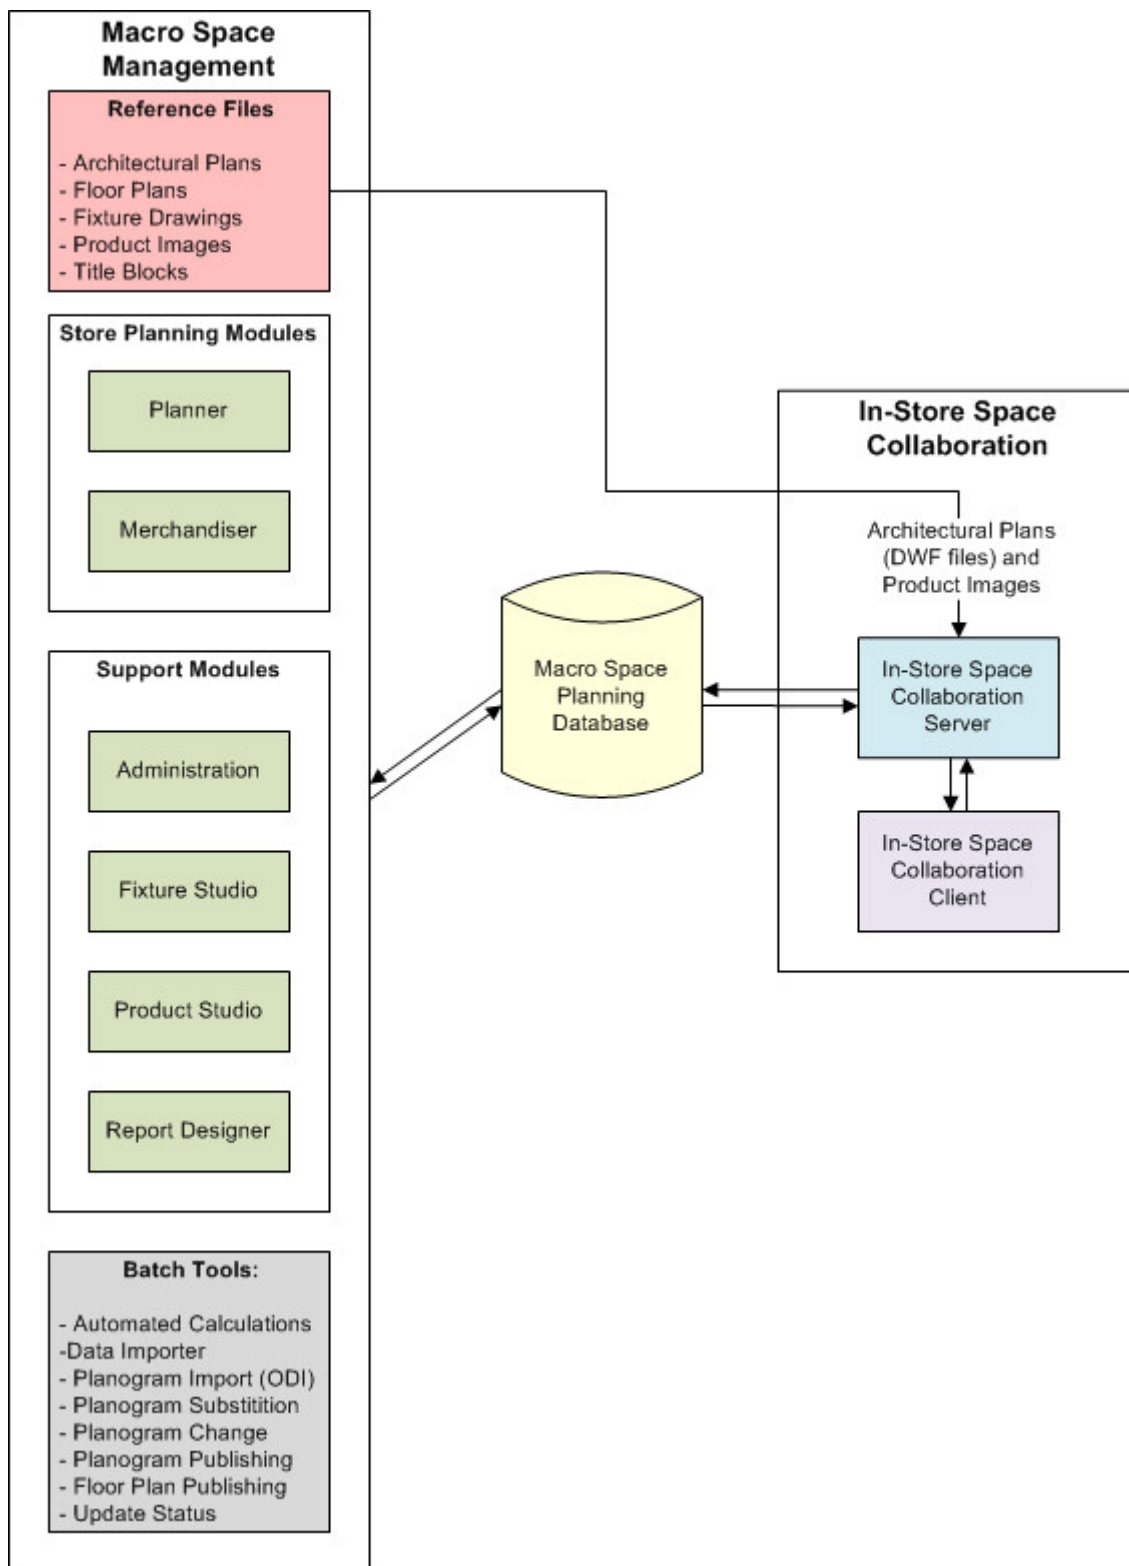 Macro Space
Management
Reference Files
- Architectural Plans
- Floor Plans
- Fixture Drawings
- Product Images
- Title Blocks
Store Planning Modules
Planner
Merchandiser
Support Modules
Administration
Fixture Studio
Product Studio
Report Designer
Batch Tools:
- Automated Calculations
-Data Importer
- Planogram Import (ODI)
- Planogram Substitition
- Planogram Change
- Planogram Publishing
- Floor Plan Publishing
- Update Status
Macro Space
Planning
Database
In-Store Space
Collaboration
Architectural Plans
(DWF files) and
Product Images
In-Store Space
Collaboration
Server
In-Store Space
Collaboration
Client